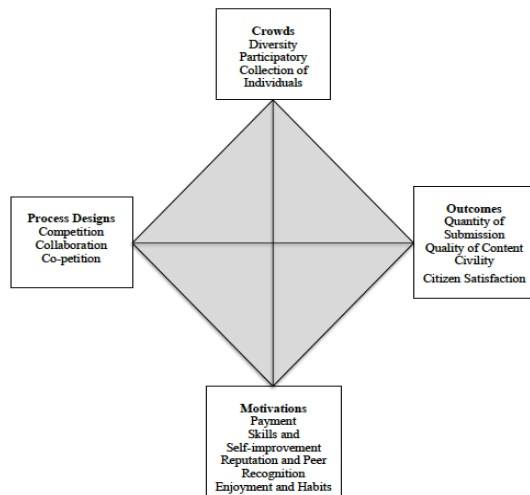 Crowds
Diversity
Participatory
Collection of
Individuals
Process Designs
Competition
Collaboration
Co-petition
Outcomes
Quantity of
Submission
Quality of Content
Civility
Citizen Satisfaction
Motivations
Payment
Skills and
Self-improvement
Reputation and Peer
Recognition
Enjoyment and Habits